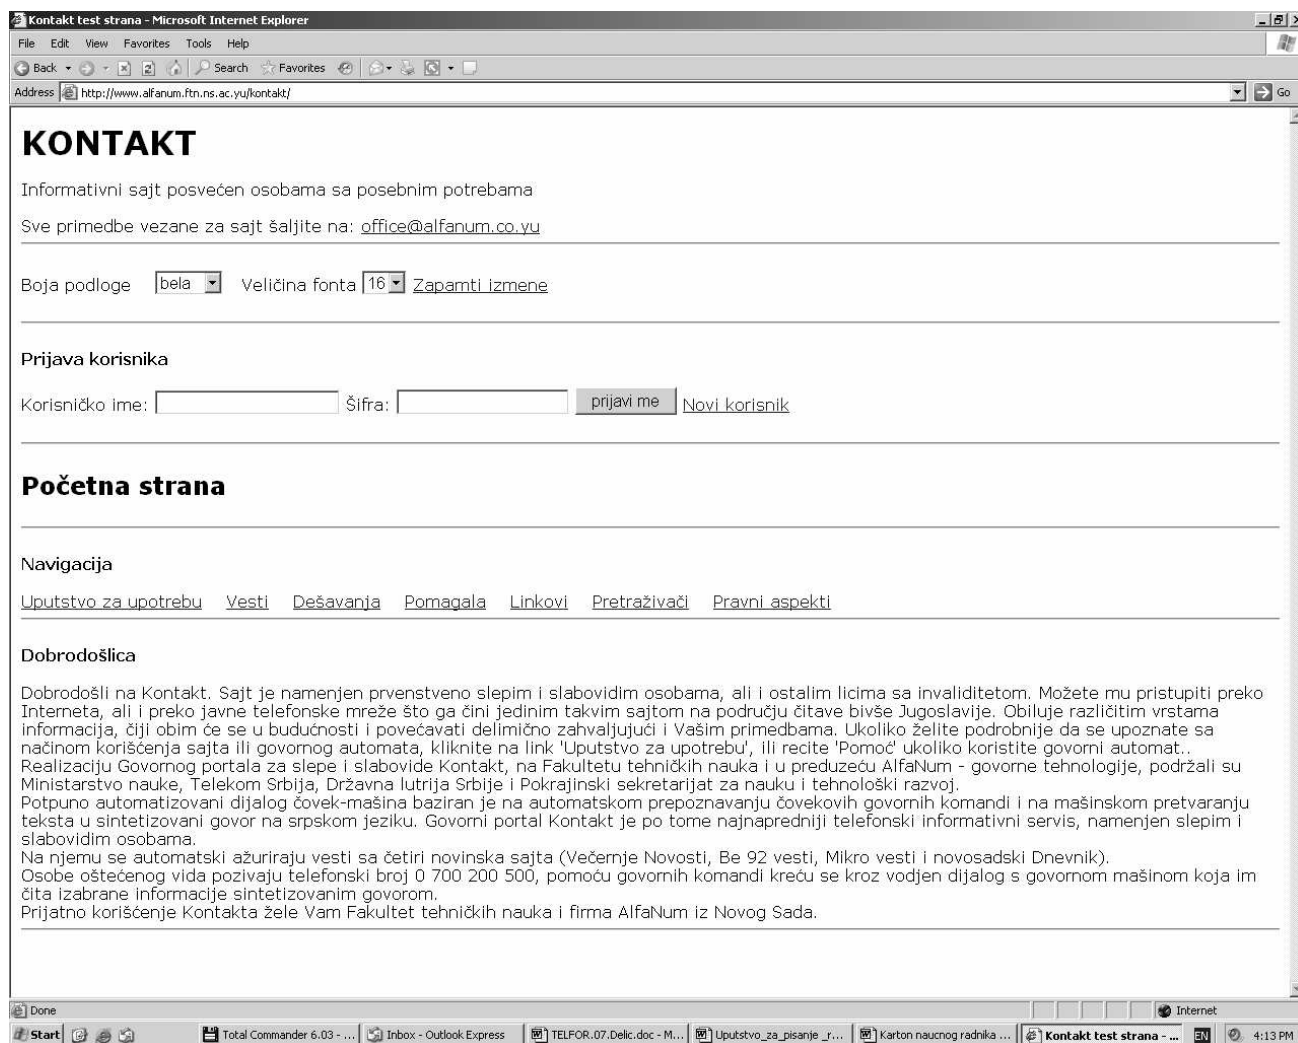 Kontakt test strana - Microsoft Internet Explorer
File Edit View Favorites Tools Help
Back Search Favorites
Address http://www.alfanum.ftn.ns.ac.yu/kontakt/ Go
KONTAKT
Informativni sajt posvećen osobama sa posebnim potrebama
Sve primedbe vezane za sajt šaljite na: office@alfanum.co.yu
Boja podloge bela Veličina fonta 16 Zapamti izmene
Prijava korisnika
Korisničko ime: Šifra: prijavi me Novi korisnik
Početna strana
Navigacija
Uputstvo za upotrebu Vesti Dešavanja Pomagala Linkovi Pretraživači Pravni aspekti
Dobrodošlica
Dobrodošli na Kontakt. Sajt je namenjen prvenstveno slepim i slabovidim osobama, ali i ostalim licima sa invaliditetom. Možete mu pristupiti preko
Interneta, ali i preko javne telefonske mreže što ga čini jedinim takvim sajtom na području čitave bivše Jugoslavije. Obiluje različitim vrstama
informacija, čiji obim će se u budućnosti i povećavati delimično zahvaljujući i Vašim primedbama. Ukoliko želite podrobnije da se upoznate sa
načinom korišćenja sajta ili govornog automata, kliknite na link 'Uputstvo za upotrebu', ili recite 'Pomoć' ukoliko koristite govorni automat..
Realizaciju Govornog portala za slepe i slabovide Kontakt, na Fakultetu tehničkih nauka i u preduzeću AlfaNum - govorne tehnologije, podržali su
Ministarstvo nauke, Telekom Srbija, Državna lutrija Srbije i Pokrajinski sekretarijat za nauku i tehnološki razvoj.
Potpuno automatizovani dijalog čovek-mašina baziran je na automatskom prepoznavanju čovekovih govornih komandi i na mašinskom pretvaranju
teksta u sintetizovani govor na srpskom jeziku. Govorni portal Kontakt je po tome najnapredniji telefonski informativni servis, namenjen slepim i
slabovidim osobama.
Na njemu se automatski ažuriraju vesti sa četiri novinska sajta (Večernje Novosti, Be 92 vesti, Mikro vesti i novosadski Dnevnik).
Osobe oštećenog vida pozivaju telefonski broj 0 700 200 500, pomoću govornih komandi kreću se kroz vodjen dijalog s govornom mašinom koja im
čita izabrane informacije sintetizovanim govorom.
Prijatno korišćenje Kontakta žele Vam Fakultet tehničkih nauka i firma AlfaNum iz Novog Sada.
Done Internet
Start Total Commander 6.03 - ... Inbox - Outlook Express TELFOR.07.Delic.doc - M... Uputstvo_za_pisanje _r... Karton naucnog radnika ... Kontakt test strana - ... EN 4:13 PM